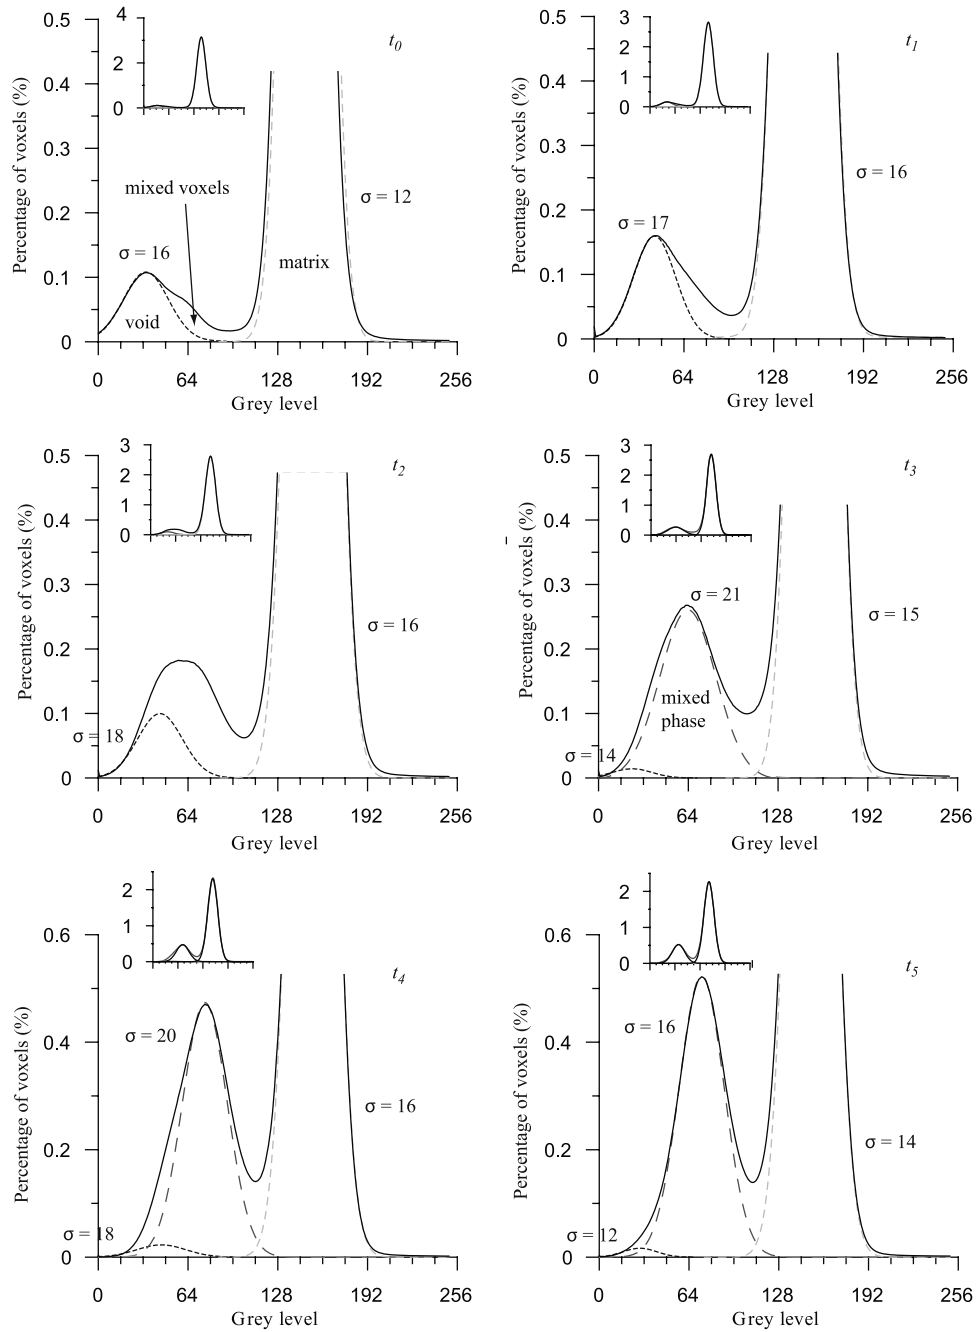 0.5
0.4
0.3
0.2
0.1
0
4
2
0
t0
mixed voxels
σ = 16
void
matrix
σ = 12
0 64 128 192 256
Grey level
Percentage of voxels (%)
0.5
0.4
0.3
0.2
0.1
0
3
2
1
0
t1
σ = 17
σ = 16
0 64 128 192 256
Grey level
Percentage of voxels (%)
0.5
0.4
0.3
0.2
0.1
0
3
2
1
0
t2
σ = 18
σ = 16
0 64 128 192 256
Grey level
Percentage of voxels (%)
0.5
0.4
0.3
0.2
0.1
0
3
2
1
0
t3
σ = 21
σ = 15
mixed
phase
σ = 14
0 64 128 192 256
Grey level
Percentage of voxels (%)
0.6
0.4
0.2
0
2
1
0
t4
σ = 20
σ = 16
σ = 18
0 64 128 192 256
Grey level
Percentage of voxels (%)
0.6
0.4
0.2
0
2
1
0
t5
σ = 16
σ = 14
σ = 12
0 64 128 192 256
Grey level
Percentage of voxels (%)